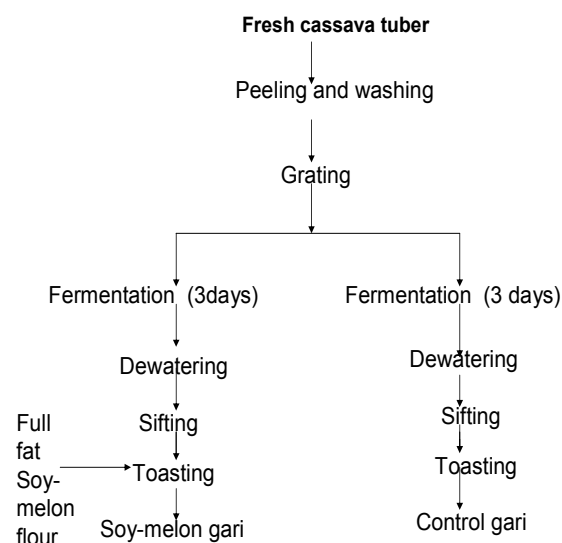 Fresh cassava tuber
Peeling and washing
Grating
Fermentation (3days)
Fermentation (3 days)
Dewatering
Dewatering
Sifting
Sifting
Full
fat
Soy-
melon
flour
Toasting
Toasting
Soy-melon gari
Control gari